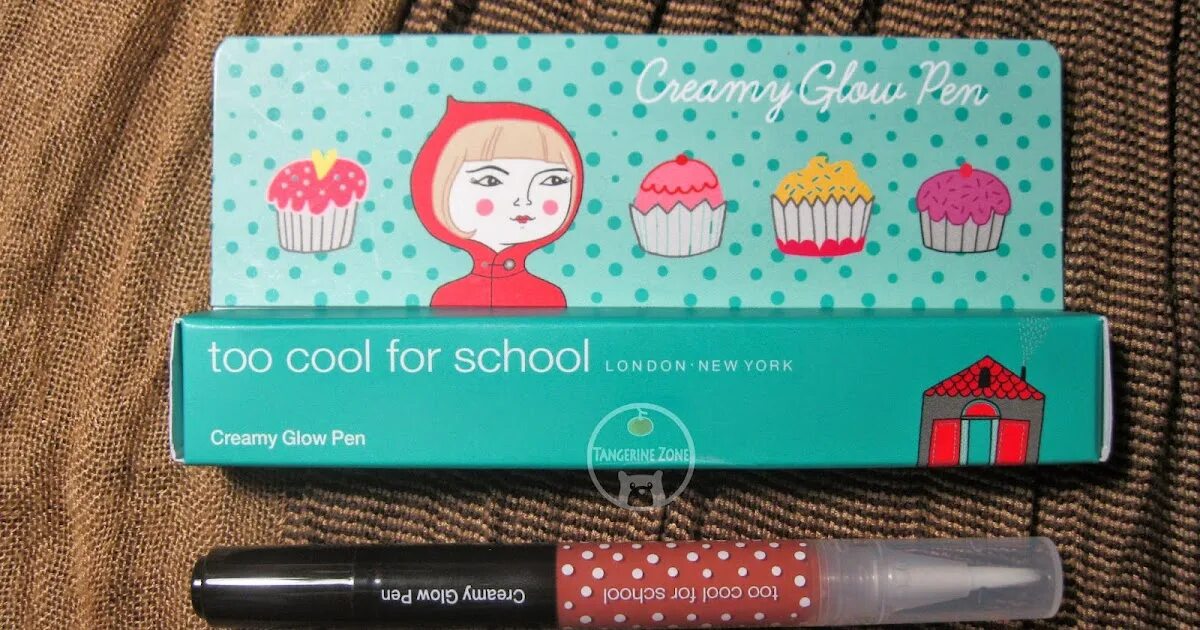 Creamy Glow Pen
too cool for school LONDON·NEW YORK
Creamy Glow Pen
TANGERINE ZONE
Creamy Glow Pen
too cool for school